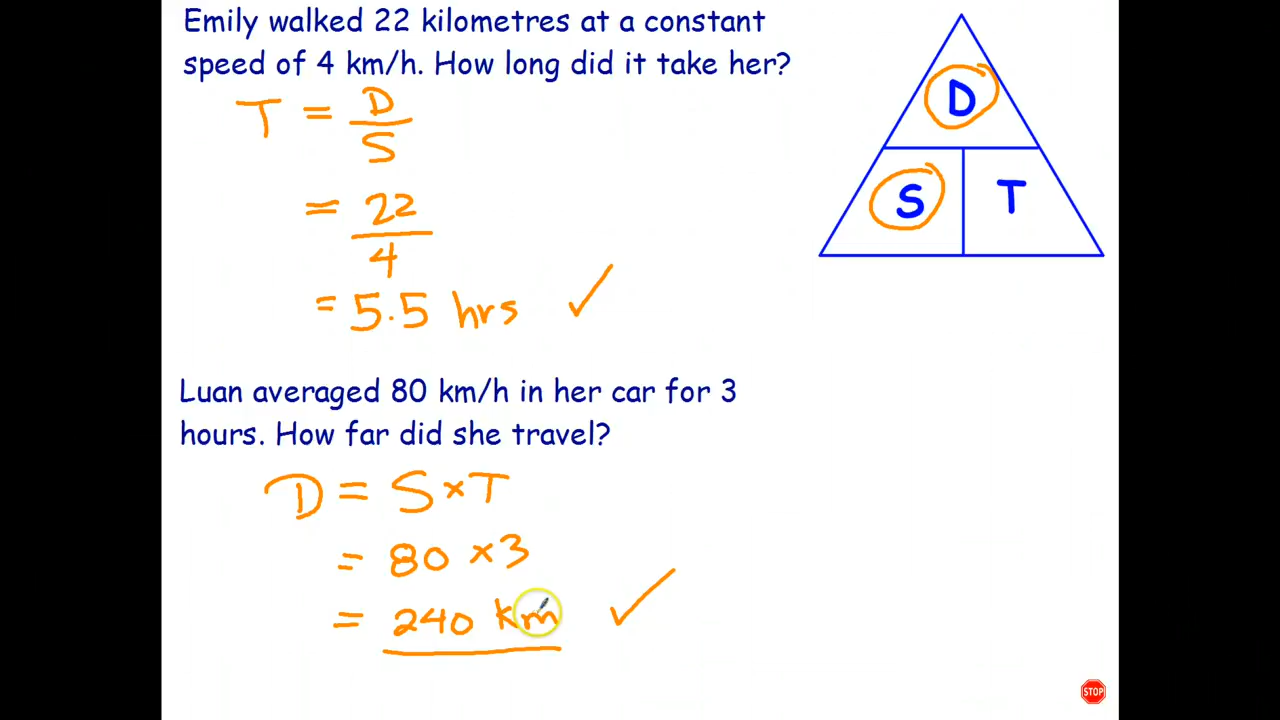 Emily walked 22 kilometres at a constant
speed of 4 km/h. How long did it take her?
T = D
S
= 22
4
= 5.5 hrs
D
S T
Luan averaged 80 km/h in her car for 3
hours. How far did she travel?
D = S × T
= 80 × 3
= 240 km
STOP